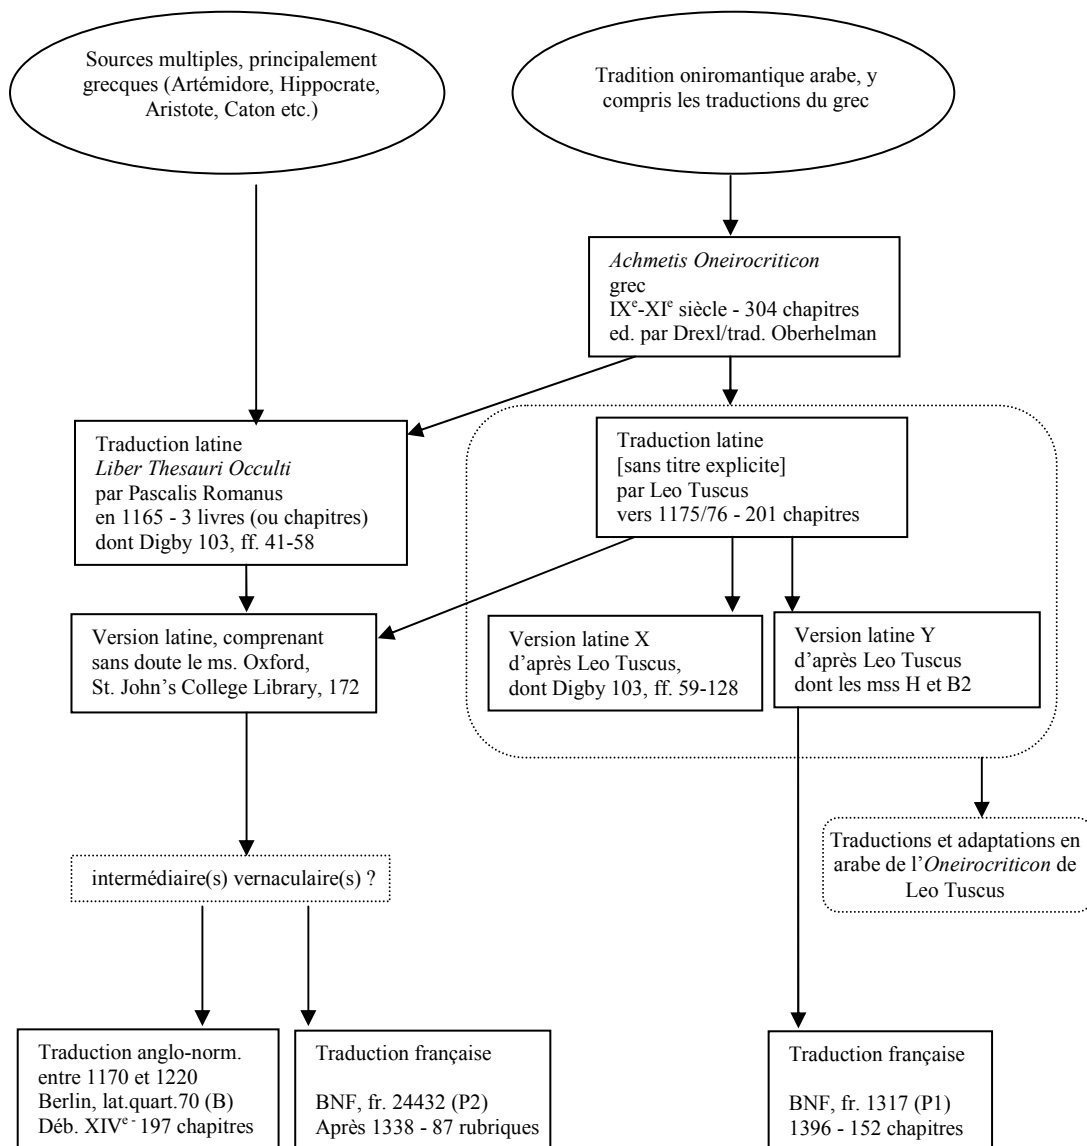 Sources multiples, principalement
grecques (Artémidore, Hippocrate,
Aristote, Caton etc.)
Tradition oniromantique arabe, y
compris les traductions du grec
Achmetis Oneirocriticon
grec
IXe-XIe siècle - 304 chapitres
ed. par Drexl/trad. Oberhelman
Traduction latine
Liber Thesauri Occulti
par Pascalis Romanus
en 1165 - 3 livres (ou chapitres)
dont Digby 103, ff. 41-58
Traduction latine
[sans titre explicite]
par Leo Tuscus
vers 1175/76 - 201 chapitres
Version latine, comprenant
sans doute le ms. Oxford,
St. John’s College Library, 172
Version latine X
d’après Leo Tuscus,
dont Digby 103, ff. 59-128
Version latine Y
d’après Leo Tuscus
dont les mss H et B2
Traductions et adaptations en
arabe de l’Oneirocriticon de
Leo Tuscus
intermédiaire(s) vernaculaire(s) ?
Traduction anglo-norm.
entre 1170 et 1220
Berlin, lat.quart.70 (B)
Déb. XIVe - 197 chapitres
Traduction française
BNF, fr. 24432 (P2)
Après 1338 - 87 rubriques
Traduction française
BNF, fr. 1317 (P1)
1396 - 152 chapitres